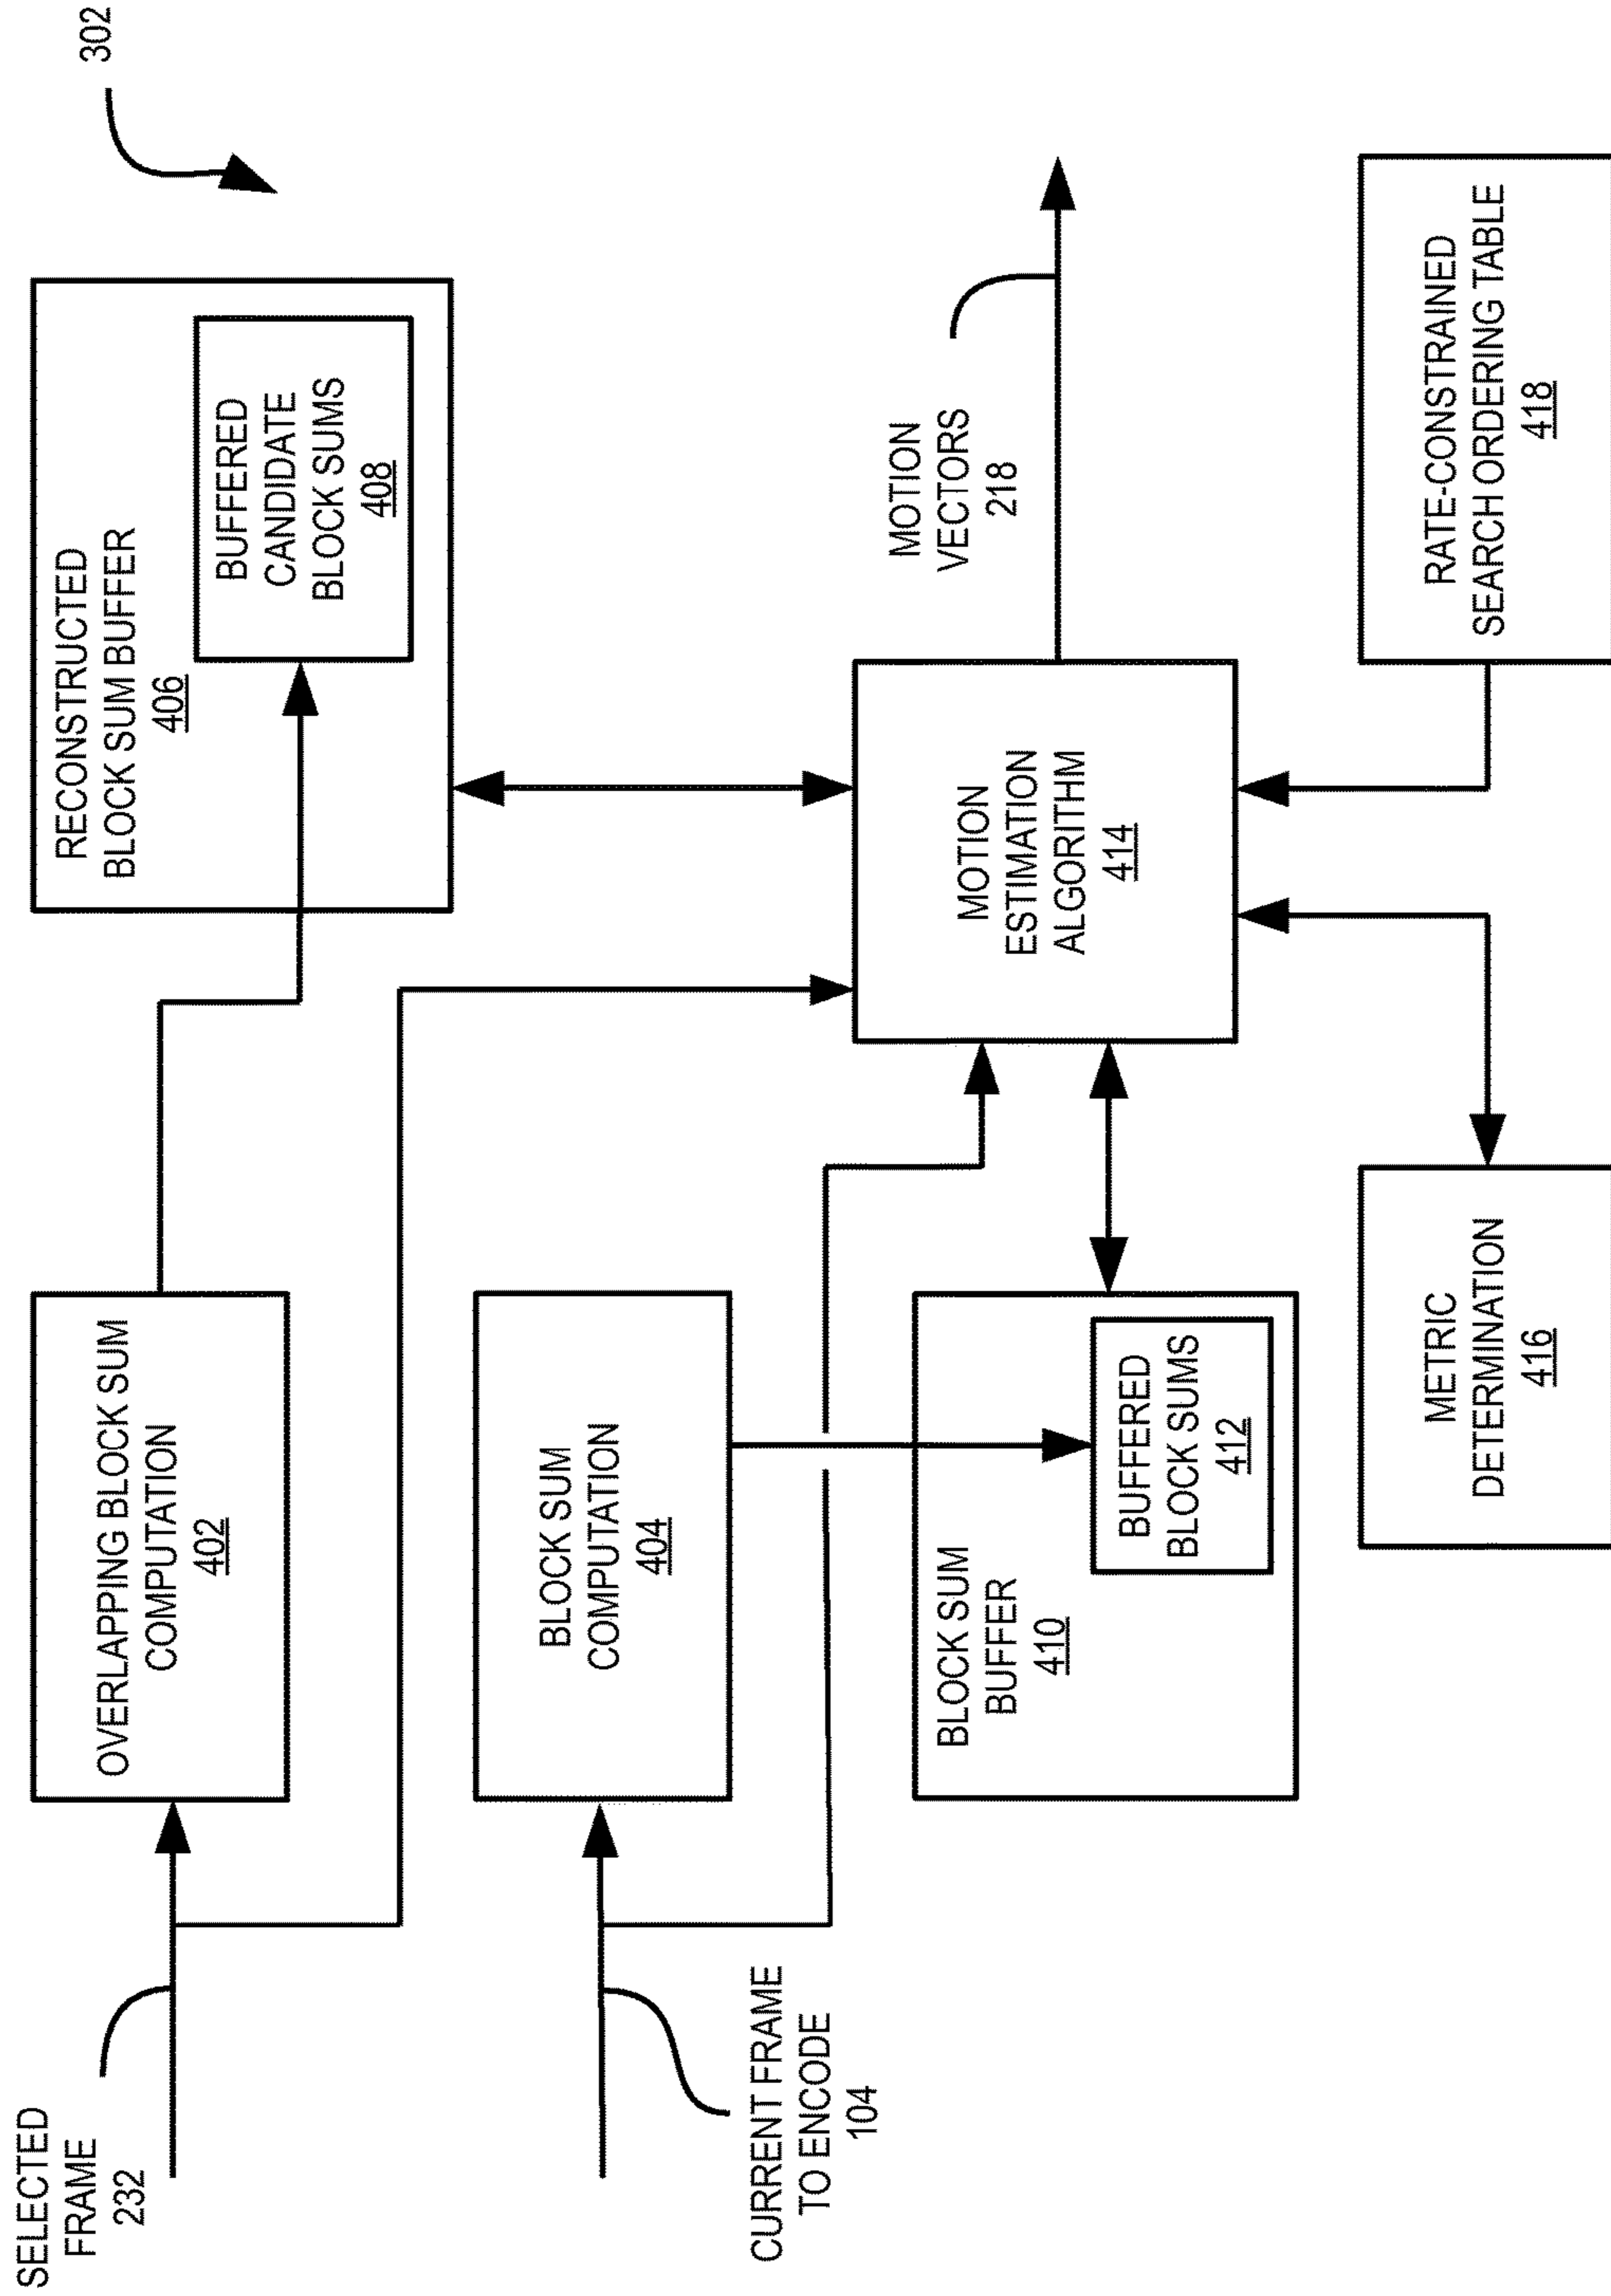 302
SELECTED
FRAME
232
OVERLAPPING BLOCK SUM
COMPUTATION
402
RECONSTRUCTED
BLOCK SUM BUFFER
406
BUFFERED
CANDIDATE
BLOCK SUMS
408
CURRENT FRAME
TO ENCODE
104
BLOCK SUM
COMPUTATION
404
BLOCK SUM
BUFFER
410
BUFFERED
BLOCK SUMS
412
MOTION
ESTIMATION
ALGORITHM
414
MOTION
VECTORS
218
METRIC
DETERMINATION
416
RATE-CONSTRAINED
SEARCH ORDERING TABLE
418